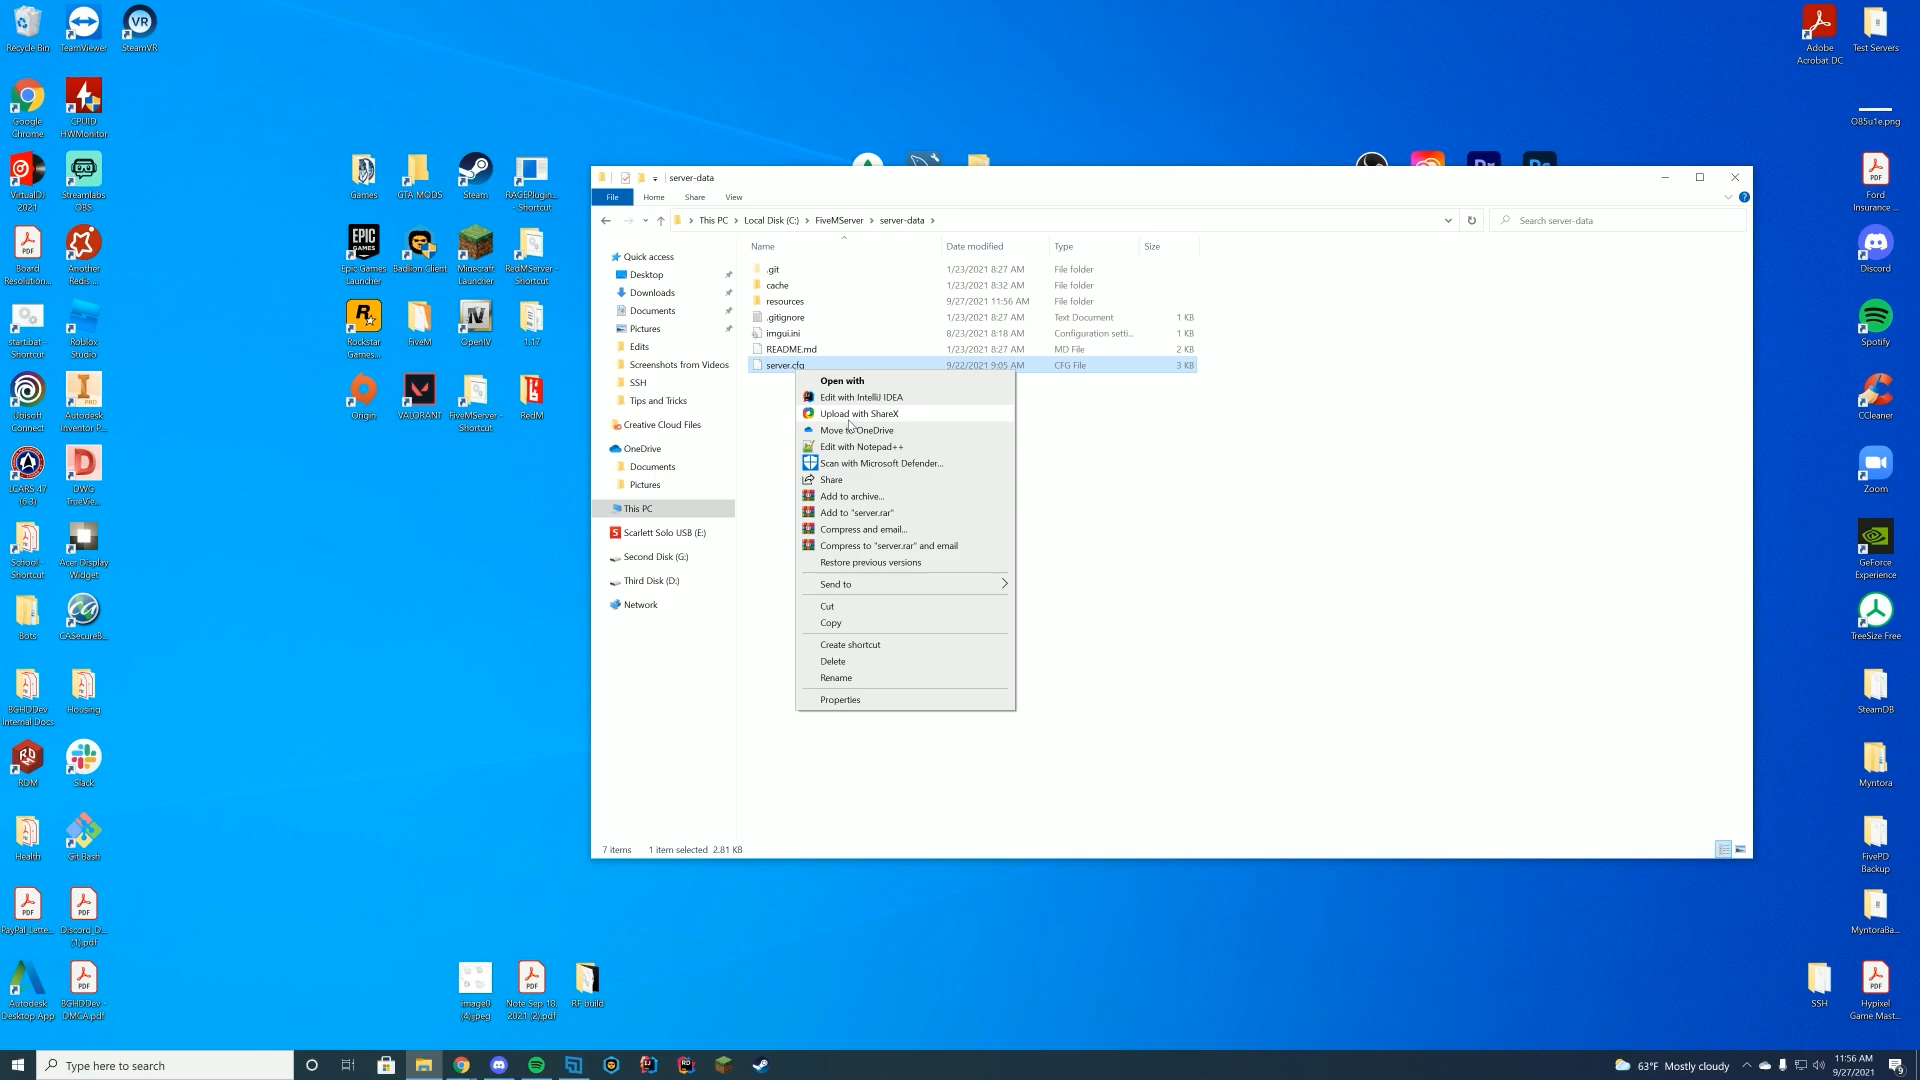 Recycle Bin
TeamViewer
SteamVR
Adobe
Acrobat DC
Test Servers
Google
Chrome
CPUID
HWMonitor
O85u1e.png
VirtualDJ
2021
Streamlabs
OBS
Games
GTA MODS
Steam
RAGEPlugin...
- Shortcut
Ford
Insurance ...
Board
Resolution...
Another
Redis ...
Epic Games
Launcher
Badlion Client
Minecraft
Launcher
RedMServer -
Shortcut
Discord
start.bat -
Shortcut
Roblox
Studio
Rockstar
Games...
FiveM
OpenIV
1.17
Spotify
Ubisoft
Connect
Autodesk
Inventor P...
Origin
VALORANT
FiveMServer -
Shortcut
RedM
CCleaner
LCARS 47
(6.3)
DWG
TrueVie...
Zoom
School -
Shortcut
Acer Display
Widget
GeForce
Experience
Bots
CASecureB...
TreeSize Free
BGHDDev
Internal Docs
Housing
SteamDB
RDM
Slack
Myntora
Health
Git Bash
FivePD
Backup
PayPal_Lette...
Discord_D...
(1).pdf
MyntoraBa...
Autodesk
Desktop App
BGHDDev -
DMCA.pdf
image0
(4).jpeg
Note Sep 18,
2021 (2).pdf
RF build
SSH
Hypixel
Game Mast...
server-data
File
Home
Share
View
This PC
Local Disk (C:)
FiveMServer
server-data
Search server-data
Name
Date modified
Type
Size
Quick access
Desktop
Downloads
Documents
Pictures
Edits
Screenshots from Videos
SSH
Tips and Tricks
Creative Cloud Files
OneDrive
Documents
Pictures
This PC
Scarlett Solo USB (E:)
Second Disk (G:)
Third Disk (D:)
Network
.git 1/23/2021 8:27 AM File folder
cache 1/23/2021 8:32 AM File folder
resources 9/27/2021 11:56 AM File folder
.gitignore 1/23/2021 8:27 AM Text Document 1 KB
imgui.ini 8/23/2021 8:18 AM Configuration setti... 1 KB
README.md 1/23/2021 8:27 AM MD File 2 KB
server.cfg 9/22/2021 9:05 AM CFG File 3 KB
Open with
Edit with IntelliJ IDEA
Upload with ShareX
Move to OneDrive
Edit with Notepad++
Scan with Microsoft Defender...
Share
Add to archive...
Add to "server.rar"
Compress and email...
Compress to "server.rar" and email
Restore previous versions
Send to
Cut
Copy
Create shortcut
Delete
Rename
Properties
7 items
1 item selected 2.81 KB
Type here to search
63°F Mostly cloudy
11:56 AM
9/27/2021